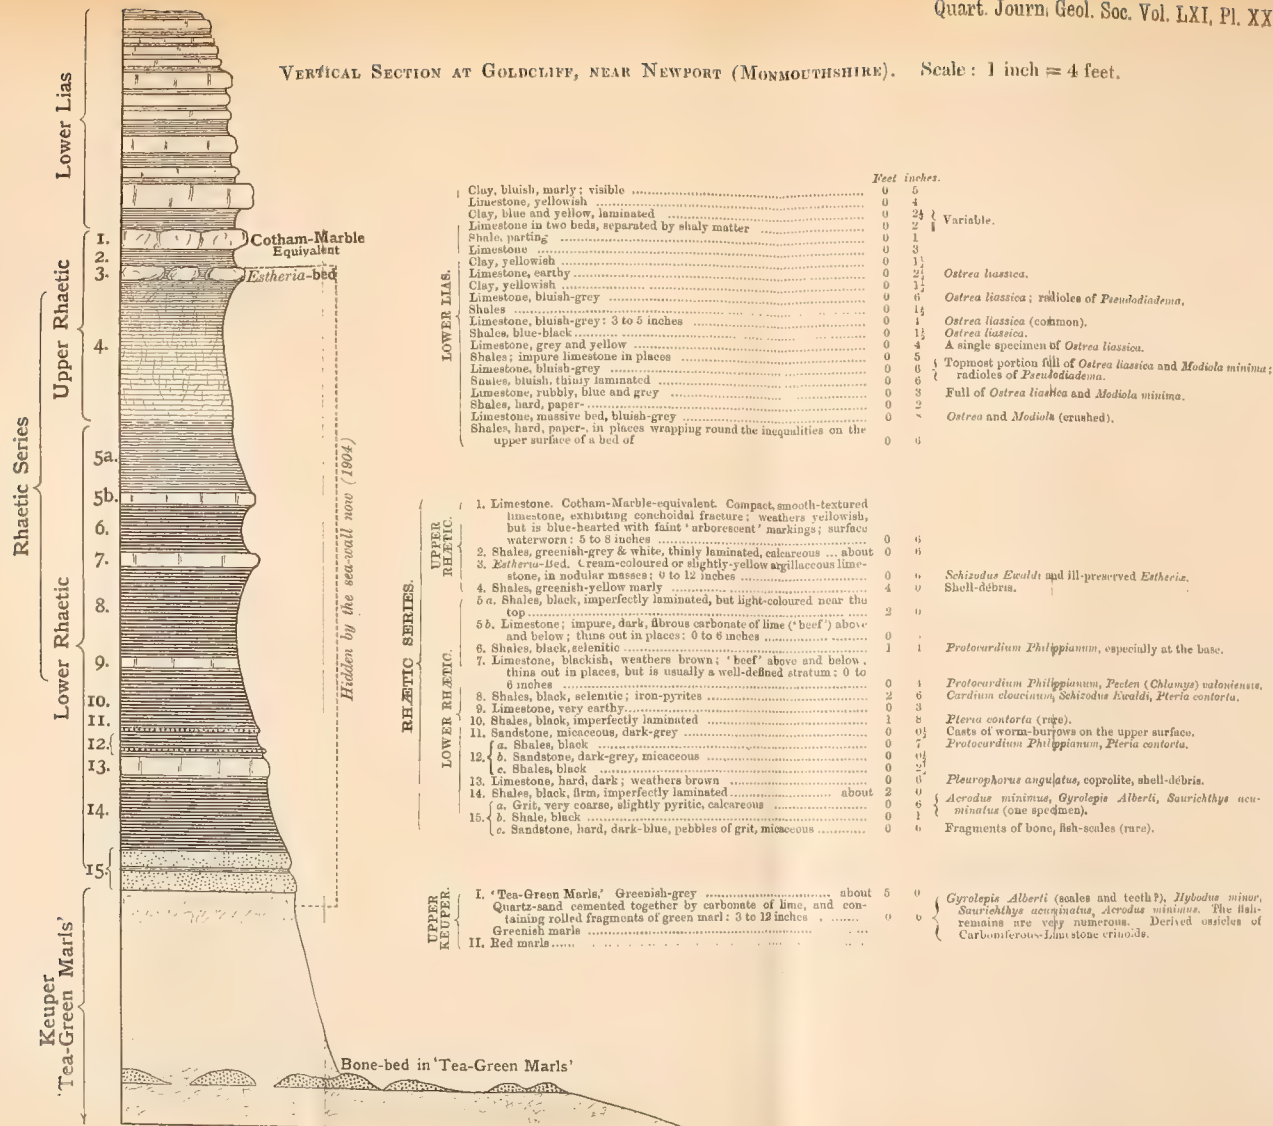 Quart. Journ. Geol. Soc. Vol. LXI, Pl. XX
VERTICAL SECTION AT GOLDCLIFF, NEAR NEWPORT (MONMOUTHSHIRE). Scale : 1 inch = 4 feet.
Lower Lias
Upper Rhaetic
Rhaetic Series
Lower Rhaetic
Keuper
'Tea-Green Marls'
1.
2.
3.
4.
5a.
5b.
6.
7.
8.
9.
10.
11.
12.
13.
14.
15.
Cotham-Marble
Equivalent
Estheria-bed
Hidden by the sea-wall now (1904)
Bone-bed in 'Tea-Green Marls'
Feet inches.
LOWER LIAS.
Clay, bluish, marly ; visible 0 5
Limestone, yellowish 0 4
Clay, blue and yellow, laminated 0 2½
Limestone in two beds, separated by shaly matter 0 2
Variable.
Shale, parting 0 1
Limestone 0 3
Clay, yellowish 0 1½
Limestone, earthy 0 2½ Ostrea liassica.
Clay, yellowish 0 1½
Limestone, bluish-grey 0 6 Ostrea liassica ; radioles of Pseudodiadema.
Shales 0 1½
Limestone, bluish-grey: 3 to 5 inches 0 Ostrea liassica (common).
Shales, blue-black 0 1½ Ostrea liassica.
Limestone, grey and yellow 0 4 A single specimen of Ostrea liassica.
Shales ; impure limestone in places 0 5
Limestone, bluish-grey 0 6 Topmost portion full of Ostrea liassica and Modiola minima ;
radioles of Pseudodiadema.
Shales, bluish, thinly laminated 0 6
Limestone, rubbly, blue and grey 0 3 Full of Ostrea liassica and Modiola minima.
Shales, hard, paper- 0 2
Limestone, massive bed, bluish-grey 0 Ostrea and Modiola (crushed).
Shales, hard, paper-, in places wrapping round the inequalities on the
upper surface of a bed of 0 6
RHÆTIC SERIES.
UPPER RHÆTIC.
1. Limestone. Cotham-Marble-equivalent. Compact, smooth-textured
limestone, exhibiting conchoidal fracture ; weathers yellowish,
but is blue-hearted with faint 'arborescent' markings ; surface
waterworn : 5 to 8 inches 0 6
2. Shales, greenish-grey & white, thinly laminated, calcareous ... about 0 6
3. Estheria-Bed. Cream-coloured or slightly-yellow argillaceous lime-
stone, in nodular masses ; 0 to 12 inches 0 6 Schizodus Ewaldi and ill-preserved Estheriæ.
4. Shales, greenish-yellow marly 4 0 Shell-débris.
LOWER RHÆTIC.
5 a. Shales, black, imperfectly laminated, but light-coloured near the
top 2 0
5 b. Limestone ; impure, dark, fibrous carbonate of lime ('beef') above
and below ; thins out in places : 0 to 6 inches 0
6. Shales, black, selenitic 1 1 Protocardium Philippianum, especially at the base.
7. Limestone, blackish, weathers brown ; 'beef' above and below,
thins out in places, but is usually a well-defined stratum : 0 to
6 inches 0 Protocardium Philippianum, Pecten (Chlamys) valoniensis.
8. Shales, black, selenitic ; iron-pyrites 2 6 Cardium cloacinum, Schizodus Ewaldi, Pteria contorta.
9. Limestone, very earthy 0 3
10. Shales, black, imperfectly laminated 1 8 Pteria contorta (rare).
11. Sandstone, micaceous, dark-grey 0 0½ Casts of worm-burrows on the upper surface.
12. a. Shales, black 0 7 Protocardium Philippianum, Pteria contorta.
b. Sandstone, dark-grey, micaceous 0 0½
c. Shales, black 0
13. Limestone, hard, dark ; weathers brown 0 6 Pleurophorus angulatus, coprolite, shell-débris.
14. Shales, black, firm, imperfectly laminated about 2 0
15. a. Grit, very coarse, slightly pyritic, calcareous 0 6 Acrodus minimus, Gyrolepis Alberti, Saurichthys acu-
minatus (one specimen).
b. Shale, black 0 1
c. Sandstone, hard, dark-blue, pebbles of grit, micaceous 0 6 Fragments of bone, fish-scales (rare).
UPPER KEUPER.
I. 'Tea-Green Marls.' Greenish-grey about 5 0
Quartz-sand cemented together by carbonate of lime, and con-
taining rolled fragments of green marl : 3 to 12 inches 0 6
Gyrolepis Alberti (scales and teeth?), Hybodus minor,
Saurichthys acuminatus, Acrodus minimus. The fish-
remains are very numerous. Derived ossicles of
Carboniferous-Limestone crinoids.
Greenish marls
II. Red marls